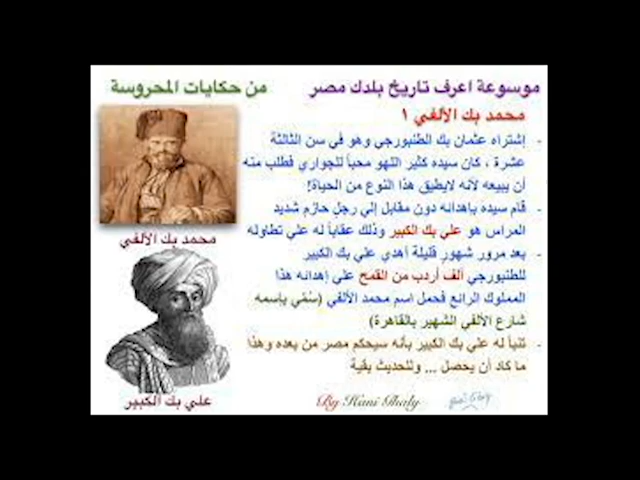 موسوعة اعرف تاريخ بلدك مصر
من حكايات المحروسة
محمد بك الألفي ١
- إشتراه عثمان بك الطنبورجي وهو في سن الثالثة
عشرة ، كان سيده كثير اللهو محباً للجواري فطلب منه
أن يبيعه لأنه لايطيق هذا النوع من الحياة!
- قام سيده بإهدائه دون مقابل إلي رجل حازم شديد
المراس هو علي بك الكبير وذلك عقاباً له علي تطاوله
- بعد مرور شهور قليلة أهدي علي بك الكبير
للطنبورجي ألف أردب من القمح علي إهدائه هذا
المملوك الرائع فحمل اسم محمد الألفي (سُمّي بإسمه
شارع الألفي الشهير بالقاهرة)
- تنبأ له علي بك الكبير بأنه سيحكم مصر من بعده وهذا
ما كاد أن يحصل ... وللحديث بقية
محمد بك الألفي
علي بك الكبير
By Hani Ghaly